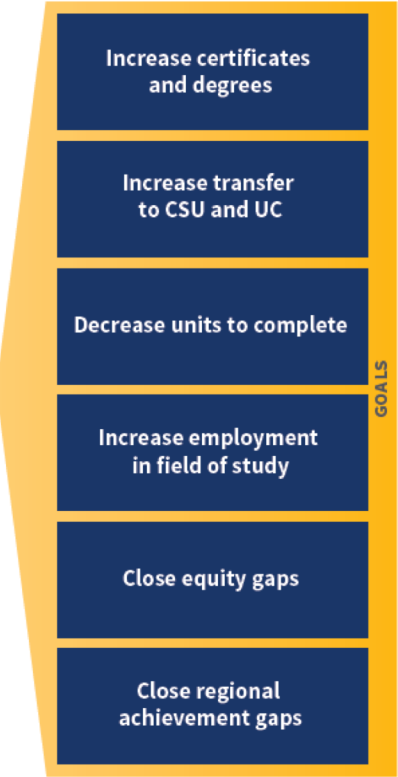 Increase certificates
and degrees
Increase transfer
to CSU and UC
Decrease units to complete
Increase employment
in field of study
Close equity gaps
Close regional
achievement gaps
GOALS